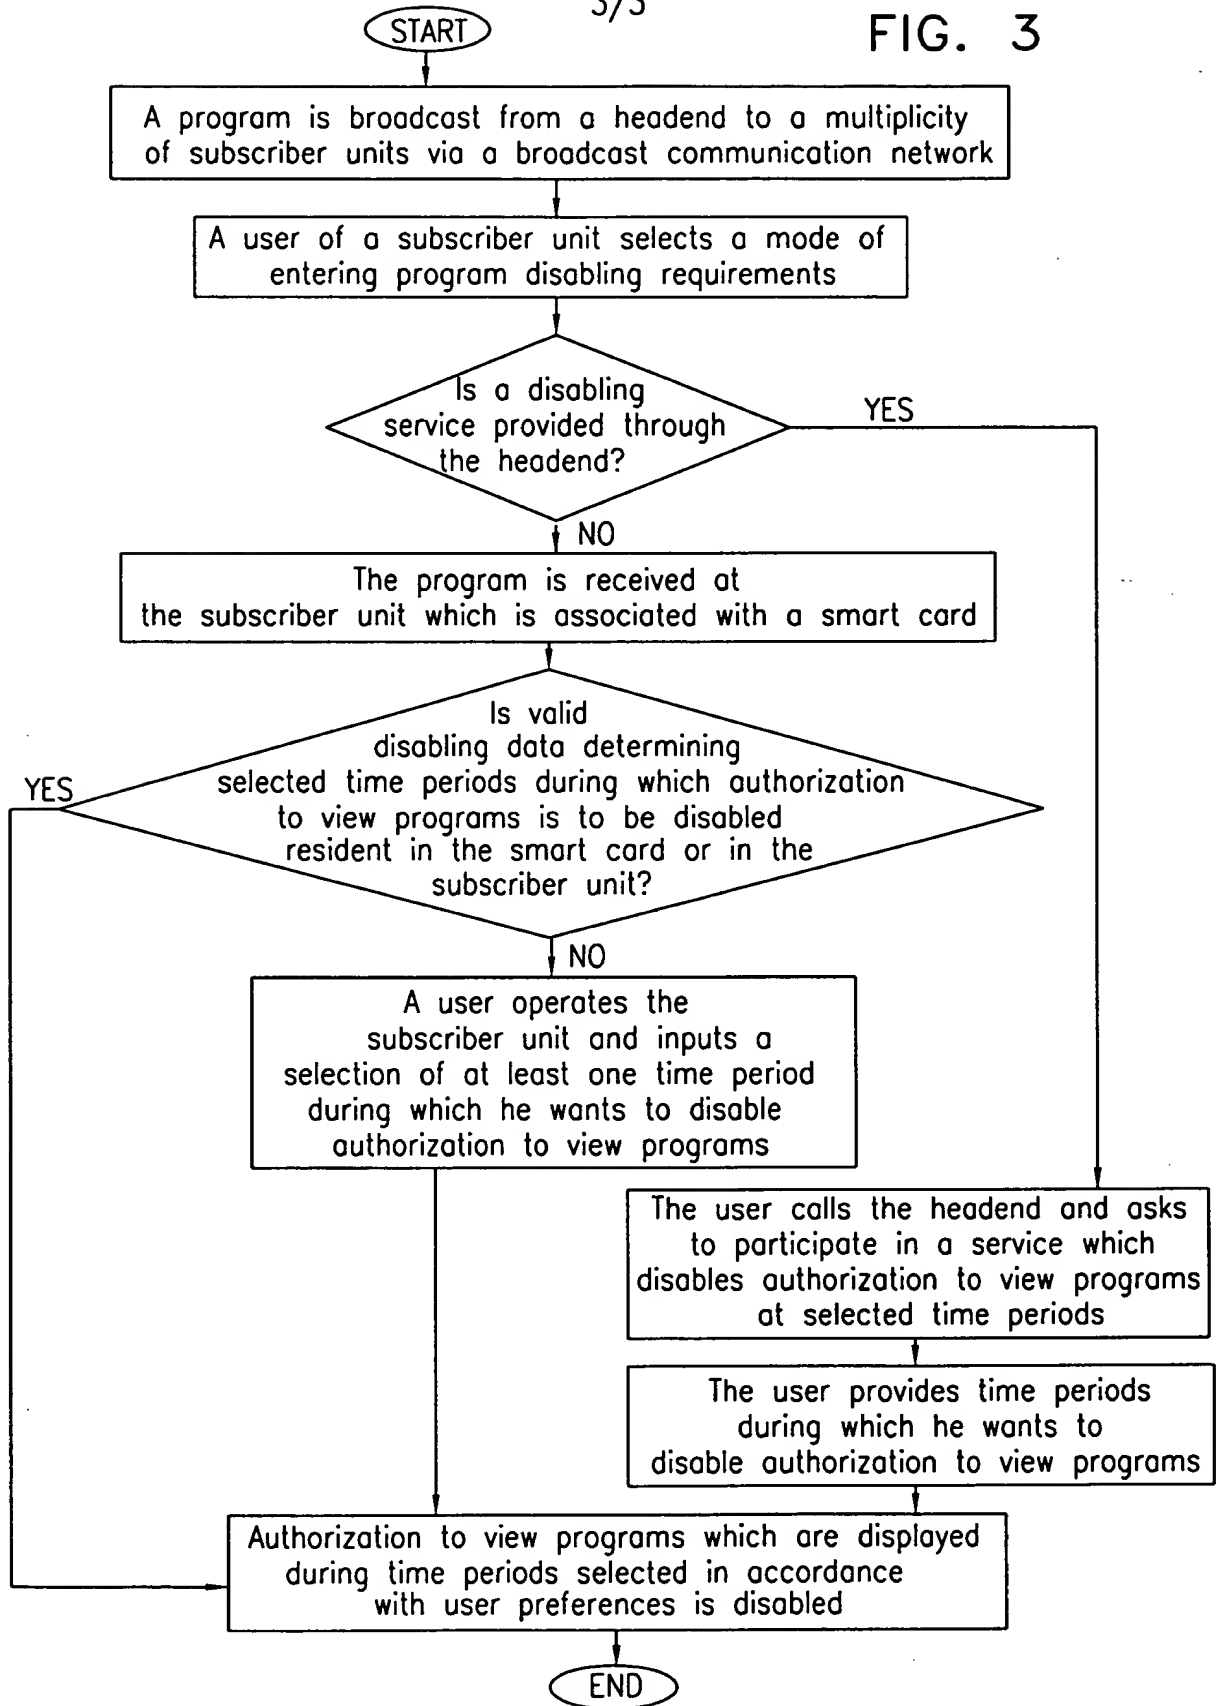 3/3
FIG. 3
START
A program is broadcast from a headend to a multiplicity
of subscriber units via a broadcast communication network
A user of a subscriber unit selects a mode of
entering program disabling requirements
Is a disabling
service provided through
the headend?
YES
NO
The program is received at
the subscriber unit which is associated with a smart card
Is valid
disabling data determining
selected time periods during which authorization
to view programs is to be disabled
resident in the smart card or in the
subscriber unit?
YES
NO
A user operates the
subscriber unit and inputs a
selection of at least one time period
during which he wants to disable
authorization to view programs
The user calls the headend and asks
to participate in a service which
disables authorization to view programs
at selected time periods
The user provides time periods
during which he wants to
disable authorization to view programs
Authorization to view programs which are displayed
during time periods selected in accordance
with user preferences is disabled
END